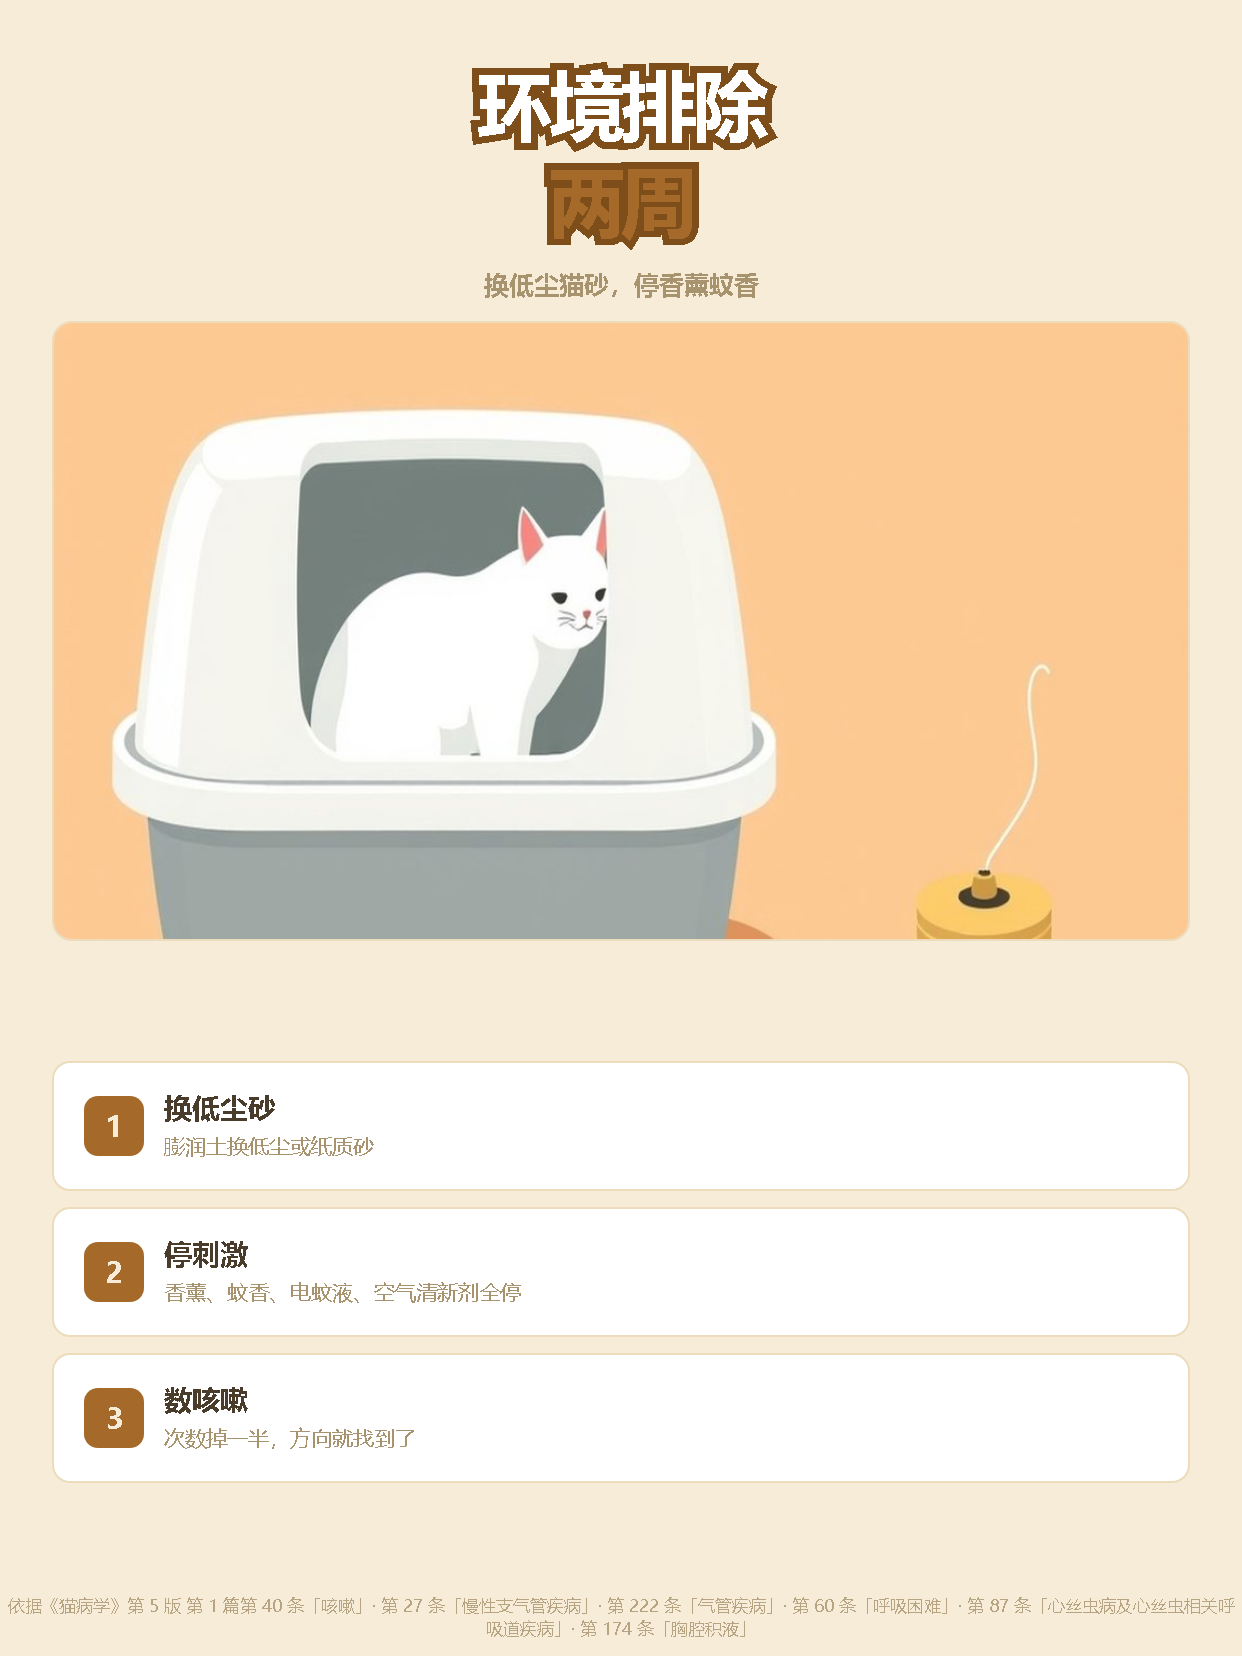 环境排除
两周
换低尘猫砂，停香薰蚊香
1
换低尘砂
膨润土换低尘或纸质砂
2
停刺激
香薰、蚊香、电蚊液、空气清新剂全停
3
数咳嗽
次数掉一半，方向就找到了
依据《猫病学》第 5 版 第 1 篇第 40 条「咳嗽」· 第 27 条「慢性支气管疾病」· 第 222 条「气管疾病」· 第 60 条「呼吸困难」· 第 87 条「心丝虫病及心丝虫相关呼
吸道疾病」· 第 174 条「胸腔积液」